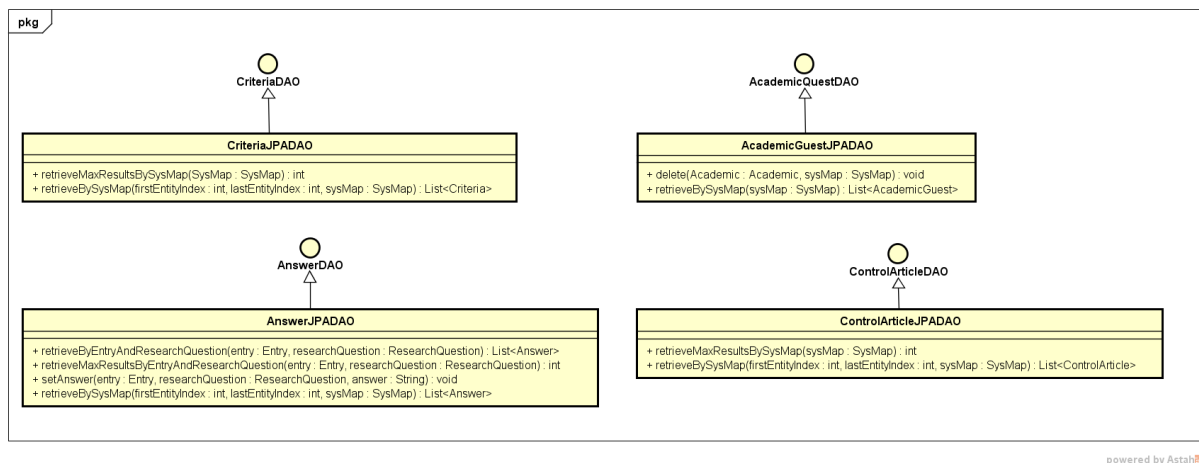 pkg
CriteriaDAO
CriteriaJPADAO
+ retrieveMaxResultsBySysMap(SysMap : SysMap) : int
+ retrieveBySysMap(firstEntityIndex : int, lastEntityIndex : int, sysMap : SysMap) : List<Criteria>
AcademicQuestDAO
AcademicGuestJPADAO
+ delete(Academic : Academic, sysMap : SysMap) : void
+ retrieveBySysMap(sysMap : SysMap) : List<AcademicGuest>
AnswerDAO
AnswerJPADAO
+ retrieveByEntryAndResearchQuestion(entry : Entry, researchQuestion : ResearchQuestion) : List<Answer>
+ retrieveMaxResultsByEntryAndResearchQuestion(entry : Entry, researchQuestion : ResearchQuestion) : int
+ setAnswer(entry : Entry, researchQuestion : ResearchQuestion, answer : String) : void
+ retrieveBySysMap(firstEntityIndex : int, lastEntityIndex : int, sysMap : SysMap) : List<Answer>
ControlArticleDAO
ControlArticleJPADAO
+ retrieveMaxResultsBySysMap(sysMap : SysMap) : int
+ retrieveBySysMap(firstEntityIndex : int, lastEntityIndex : int, sysMap : SysMap) : List<ControlArticle>
powered by Astah